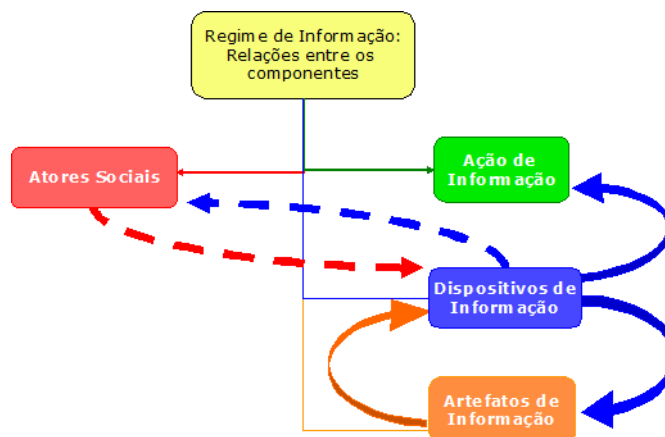 Regime de Informação:
Relações entre os
componentes
Atores Sociais
Ação de
Informação
Dispositivos de
Informação
Artefatos de
Informação